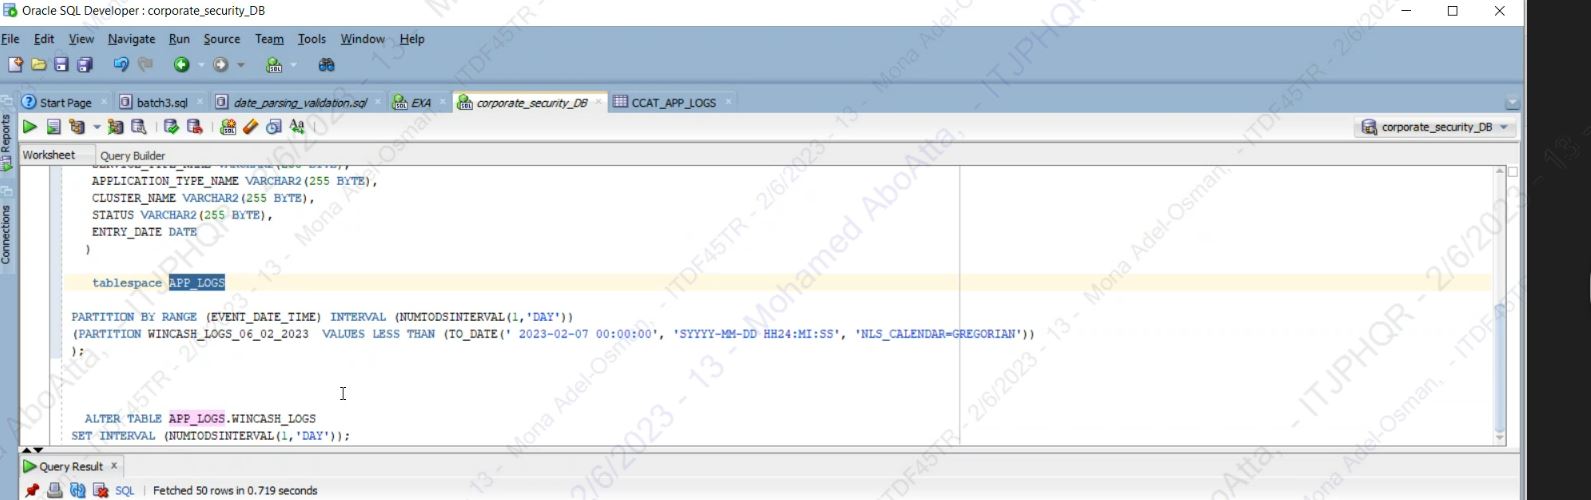 Oracle SQL Developer : corporate_security_DB
File Edit View Navigate Run Source Team Tools Window Help
Start Page batch3.sql date_parsing_validation.sql EXA corporate_security_DB CCAT_APP_LOGS
corporate_security_DB
Reports
Connections
Worksheet Query Builder
APPLICATION_TYPE_NAME VARCHAR2(255 BYTE),
CLUSTER_NAME VARCHAR2(255 BYTE),
STATUS VARCHAR2(255 BYTE),
ENTRY_DATE DATE
)
tablespace APP_LOGS
PARTITION BY RANGE (EVENT_DATE_TIME) INTERVAL (NUMTODSINTERVAL(1,'DAY'))
(PARTITION WINCASH_LOGS_06_02_2023 VALUES LESS THAN (TO_DATE(' 2023-02-07 00:00:00', 'SYYYY-MM-DD HH24:MI:SS', 'NLS_CALENDAR=GREGORIAN'))
);
ALTER TABLE APP_LOGS.WINCASH_LOGS
SET INTERVAL (NUMTODSINTERVAL(1,'DAY'));
Query Result
SQL | Fetched 50 rows in 0.719 seconds
Mona Adel-Osman, - ITDF45TR - 2/6/2023 - 13
Mohamed AboAtta, - ITJPHQR - 2/6/2023 - 13